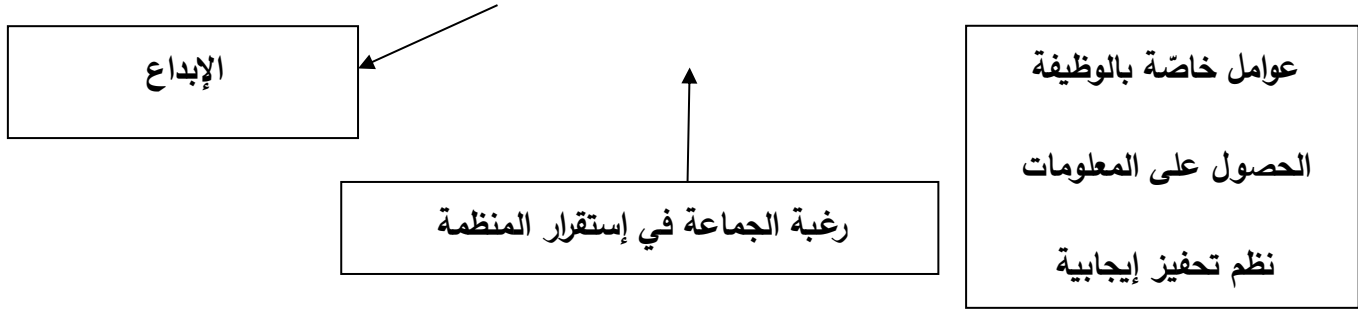 عوامل خاصّة بالوظيفة
الحصول على المعلومات
نظم تحفيز إيجابية
الإبداع
رغبة الجماعة في إستقرار المنظمة